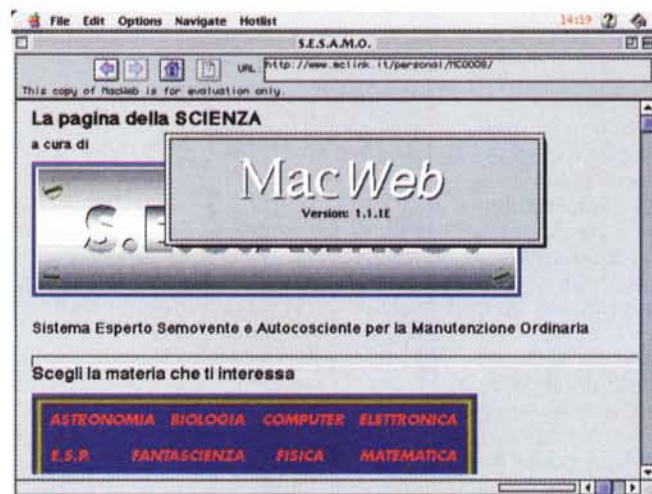 File Edit Options Navigate Hotlist 14:19
S.E.S.A.M.O.
URL http://www.mclink.it/personal/MC0008/
This copy of MacWeb is for evaluation only.
La pagina della SCIENZA
a cura di
MacWeb
Version: 1.1.1E
Sistema Esperto Semovente e Autocosciente per la Manutenzione Ordinaria
Scegli la materia che ti interessa
ASTRONOMIA BIOLOGIA COMPUTER ELETTRONICA
E.S.P. FANTASCIENZA FISICA MATEMATICA